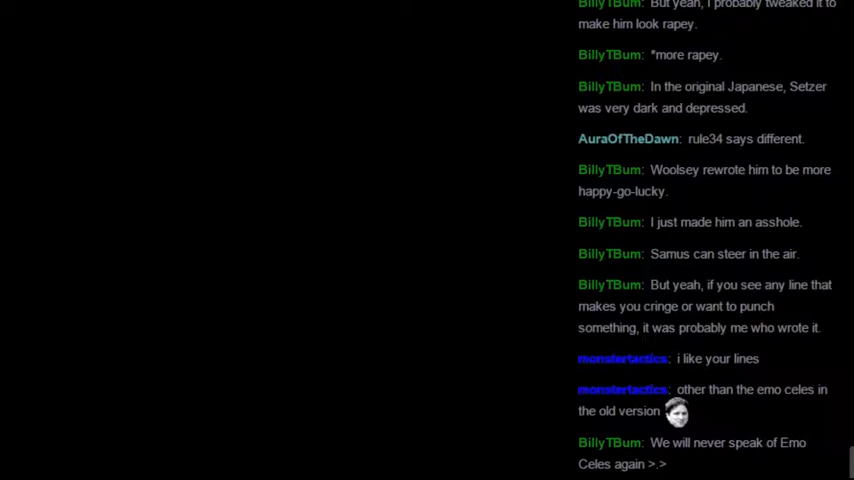 BillyTBum: But yeah, I probably tweaked it to
make him look rapey.
BillyTBum: *more rapey.
BillyTBum: In the original Japanese, Setzer
was very dark and depressed.
AuraOfTheDawn: rule34 says different.
BillyTBum: Woolsey rewrote him to be more
happy-go-lucky.
BillyTBum: I just made him an asshole.
BillyTBum: Samus can steer in the air.
BillyTBum: But yeah, if you see any line that
makes you cringe or want to punch
something, it was probably me who wrote it.
monstertactics: i like your lines
monstertactics: other than the emo celes in
the old version
BillyTBum: We will never speak of Emo
Celes again >.>